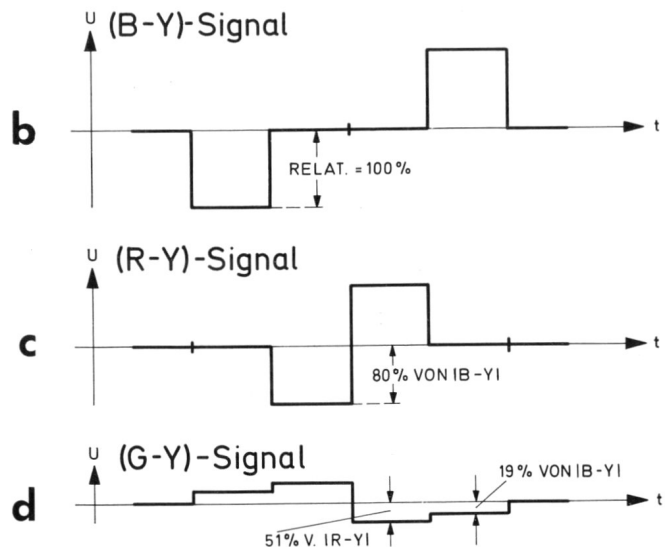 U (B-Y)-Signal
b
t
RELAT. = 100%
U (R-Y)-Signal
c
t
80% VON |B-Y|
U (G-Y)-Signal
d
19% VON |B-Y|
t
51% V. |R-Y|